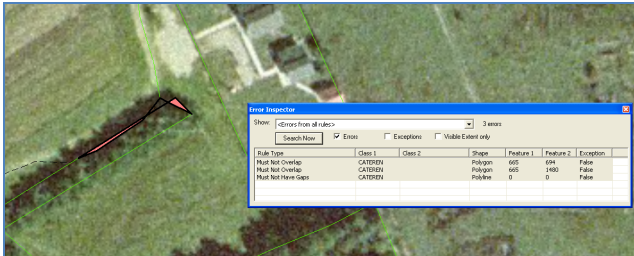 Error Inspector
Show: <Errors from all rules> 3 errors
Search Now Errors Exceptions Visible Extent only
Rule Type Class 1 Class 2 Shape Feature 1 Feature 2 Exception
Must Not Overlap CATEREN Polygon 665 694 False
Must Not Overlap CATEREN Polygon 665 1480 False
Must Not Have Gaps CATEREN Polyline 0 0 False